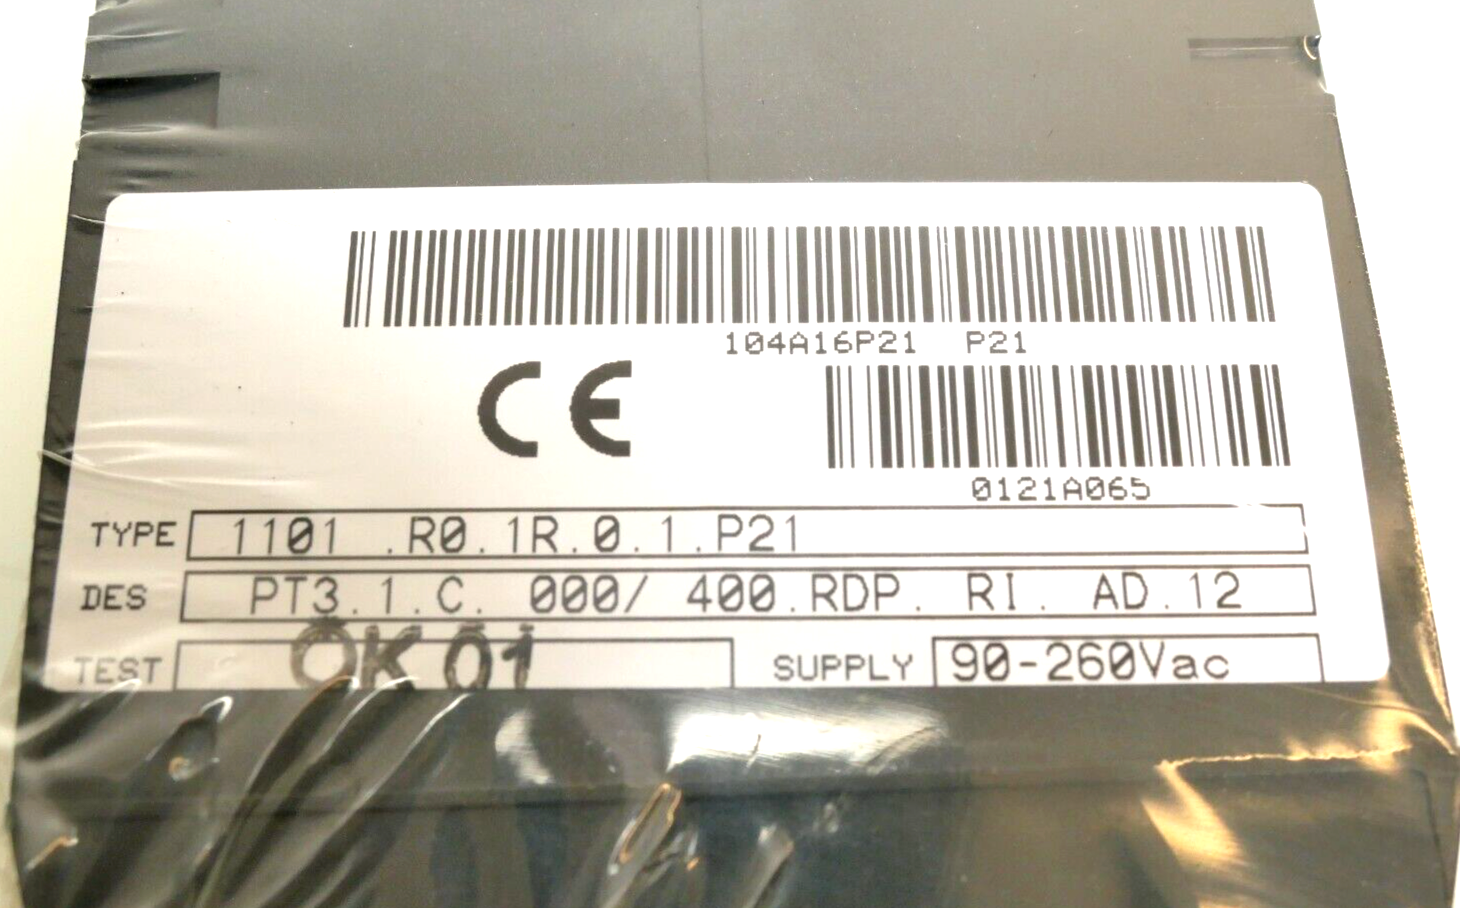 104A16P21 P21
CE
0121A065
TYPE 1101 .R0.1R.0.1.P21
DES PT3.1.C. 000/ 400.RDP. RI. AD.12
TEST OK 01 SUPPLY 90-260Vac